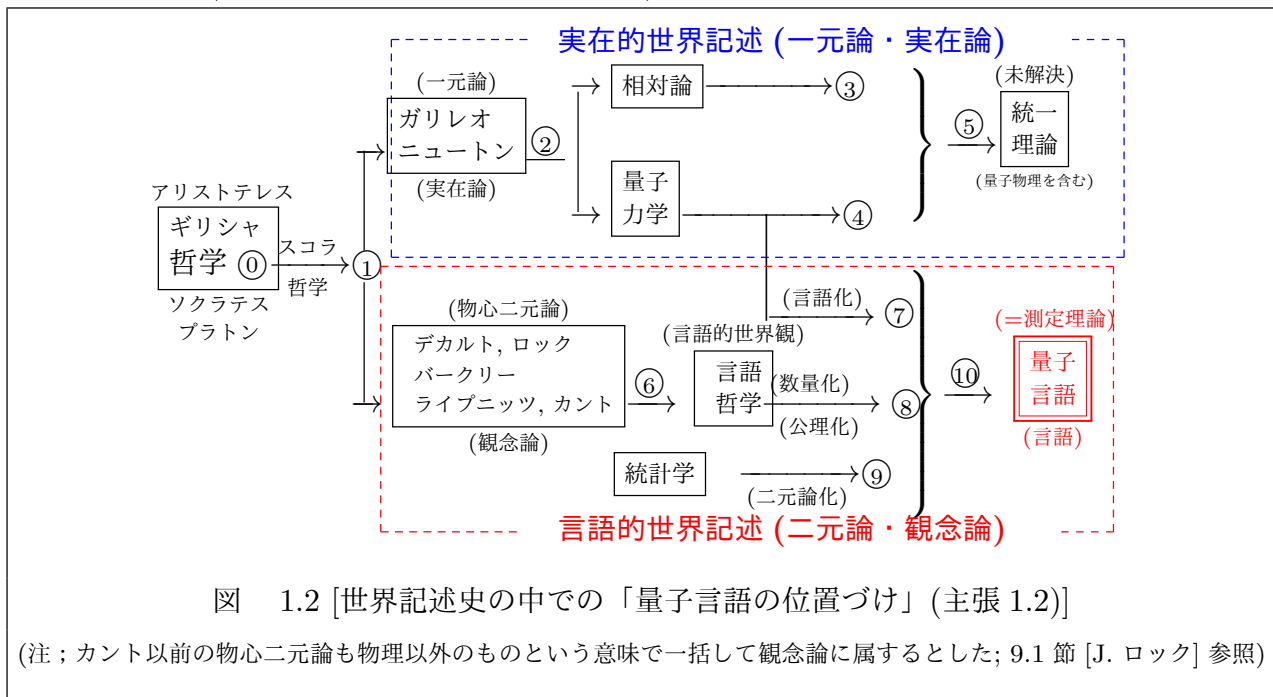 実在的世界記述 (一元論・実在論)
(一元論)
ガリレオ
ニュートン
(実在論)
②
相対論
③
量子
力学
④
⑤
(未解決)
統一
理論
(量子物理を含む)
アリストテレス
ギリシャ
哲学 ⓪
ソクラテス
プラトン
スコラ
哲学
①
(物心二元論)
デカルト, ロック
バークリー
ライプニッツ, カント
(観念論)
⑥
(言語的世界観)
言語
哲学
(言語化)
⑦
(数量化)
(公理化)
⑧
統計学
(二元論化)
⑨
⑩
(=測定理論)
量子
言語
(言語)
言語的世界記述 (二元論・観念論)
図 1.2 [世界記述史の中での「量子言語の位置づけ」(主張 1.2)]
(注 ; カント以前の物心二元論も物理以外のものという意味で一括して観念論に属するとした; 9.1 節 [J. ロック] 参照)